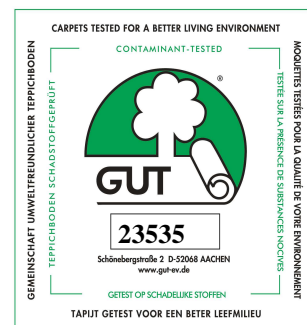 CARPETS TESTED FOR A BETTER LIVING ENVIRONMENT
CONTAMINANT-TESTED
GEMEINSCHAFT UMWELTFREUNDLICHER TEPPICHBODEN
TEPPICHBODEN SCHADSTOFFGEPRÜFT
TESTÉE SUR LA PRÉSENCE DE SUBSTANCES NOCIVES
MOQUETTES TESTÉES POUR LA QUALITÉ DE VOTRE ENVIRONNEMENT
®
GUT
23535
Schönebergstraße 2 D-52068 AACHEN
www.gut-ev.de
GETEST OP SCHADELIJKE STOFFEN
TAPIJT GETEST VOOR EEN BETER LEEFMILIEU